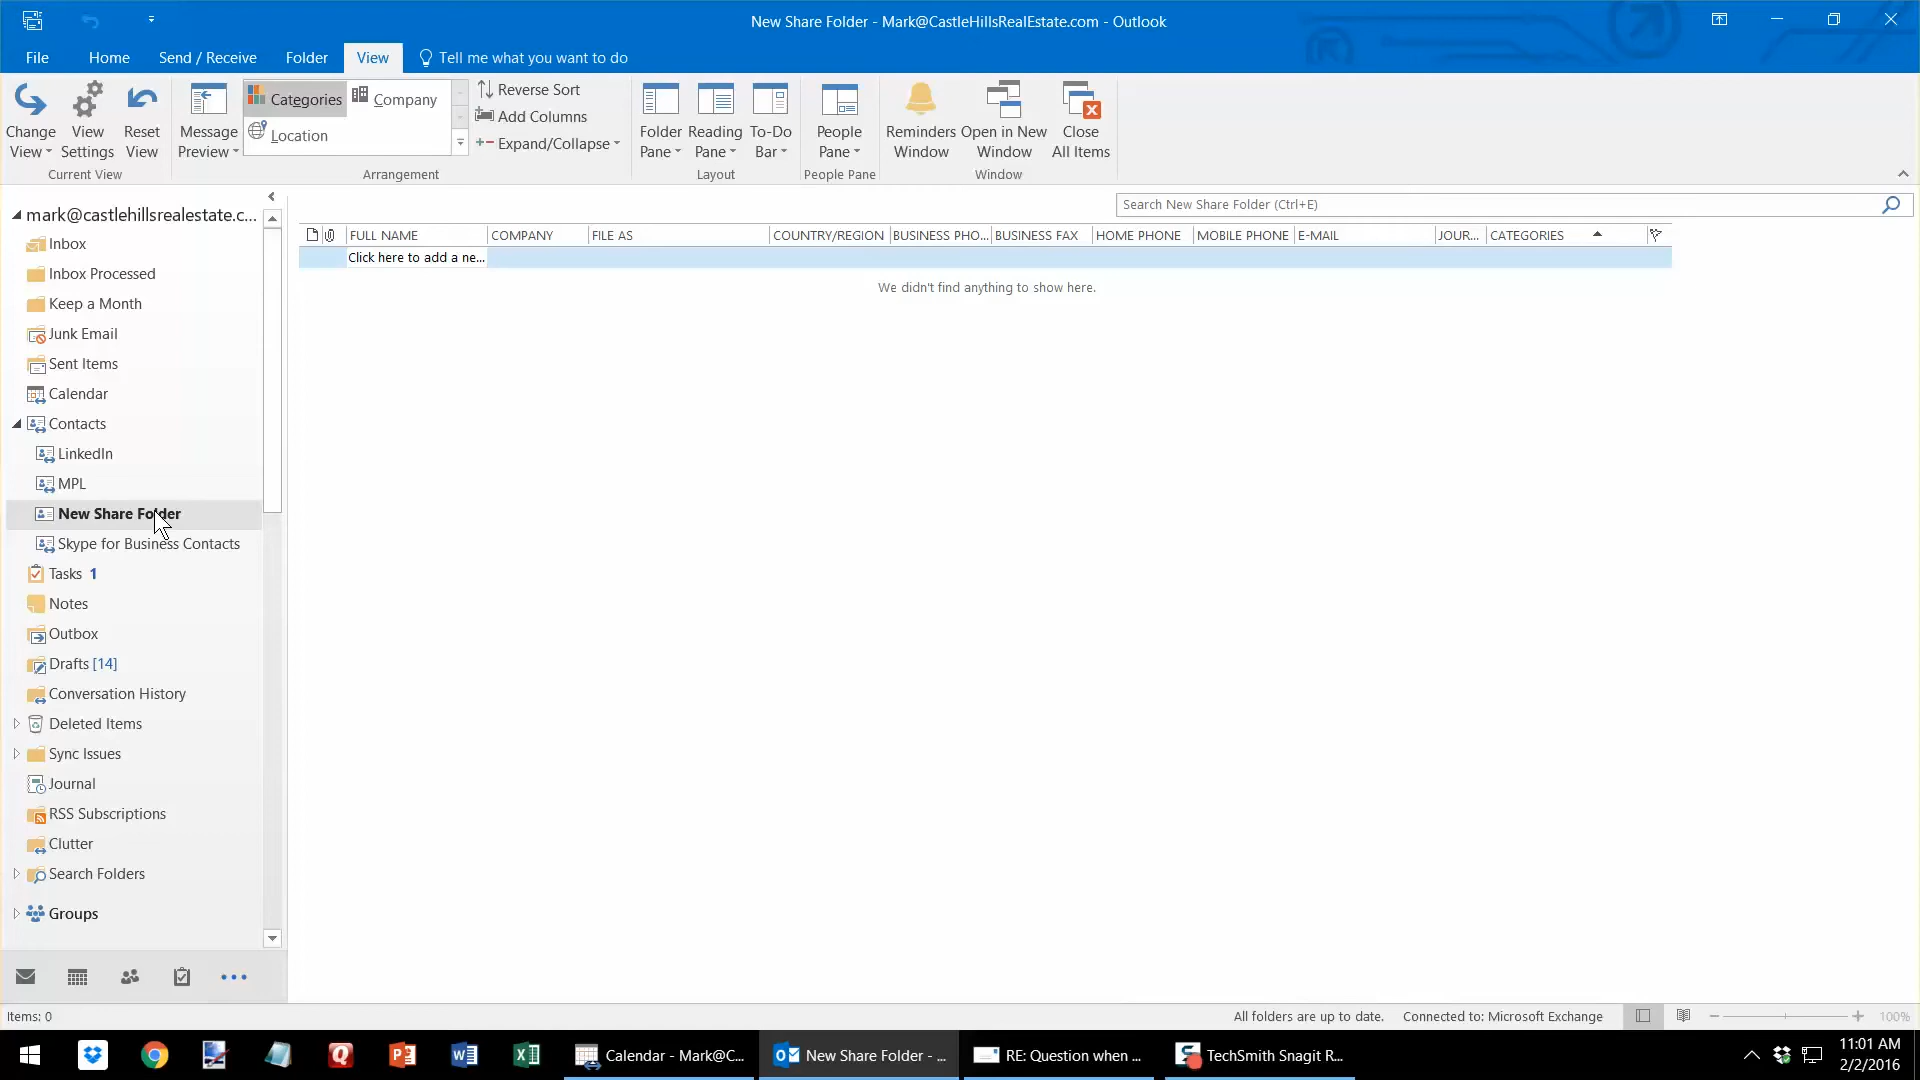 New Share Folder - Mark@CastleHillsRealEstate.com - Outlook
File Home Send / Receive Folder View Tell me what you want to do
Change View
View Settings
Reset View
Current View
Message Preview
Categories Company
Location
Reverse Sort
Add Columns
Expand/Collapse
Arrangement
Folder Pane
Reading Pane
To-Do Bar
Layout
People Pane
People Pane
Reminders Window
Open in New Window
Close All Items
Window
mark@castlehillsrealestate.c...
Inbox
Inbox Processed
Keep a Month
Junk Email
Sent Items
Calendar
Contacts
LinkedIn
MPL
New Share Folder
Skype for Business Contacts
Tasks 1
Notes
Outbox
Drafts [14]
Conversation History
Deleted Items
Sync Issues
Journal
RSS Subscriptions
Clutter
Search Folders
Groups
Search New Share Folder (Ctrl+E)
FULL NAME COMPANY FILE AS COUNTRY/REGION BUSINESS PHO... BUSINESS FAX HOME PHONE MOBILE PHONE E-MAIL JOUR... CATEGORIES
Click here to add a ne...
We didn't find anything to show here.
Items: 0 All folders are up to date. Connected to: Microsoft Exchange 100%
Calendar - Mark@C... New Share Folder - ... RE: Question when ... TechSmith Snagit R...
11:01 AM
2/2/2016